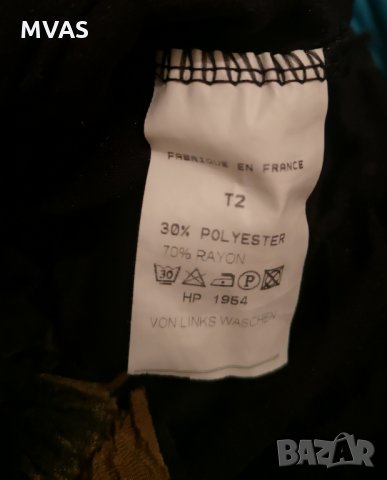 MVAS
FABRIQUE EN FRANCE
T2
30% POLYESTER
70% RAYON
30 P
HP 1964
VON LINKS WASCHEN
BAZAR